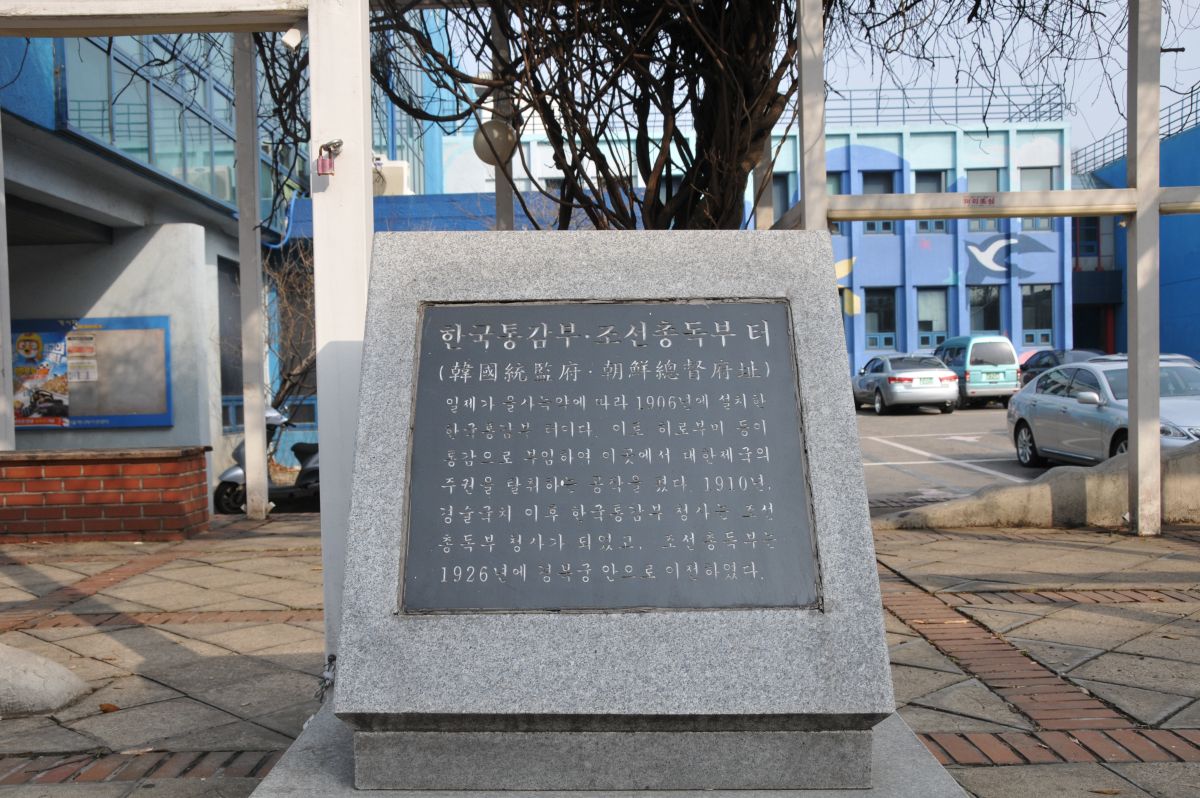 한국통감부·조선총독부 터
(韓國統監府·朝鮮總督府址)
일제가 을사늑약에 따라 1906년에 설치한
한국통감부 터이다. 이토 히로부미 등이
통감으로 부임하여 이곳에서 대한제국의
주권을 탈취하는 공작을 폈다. 1910년,
경술국치 이후 한국통감부 청사는 조선
총독부 청사가 되었고, 조선총독부는
1926년에 경복궁 안으로 이전하였다.